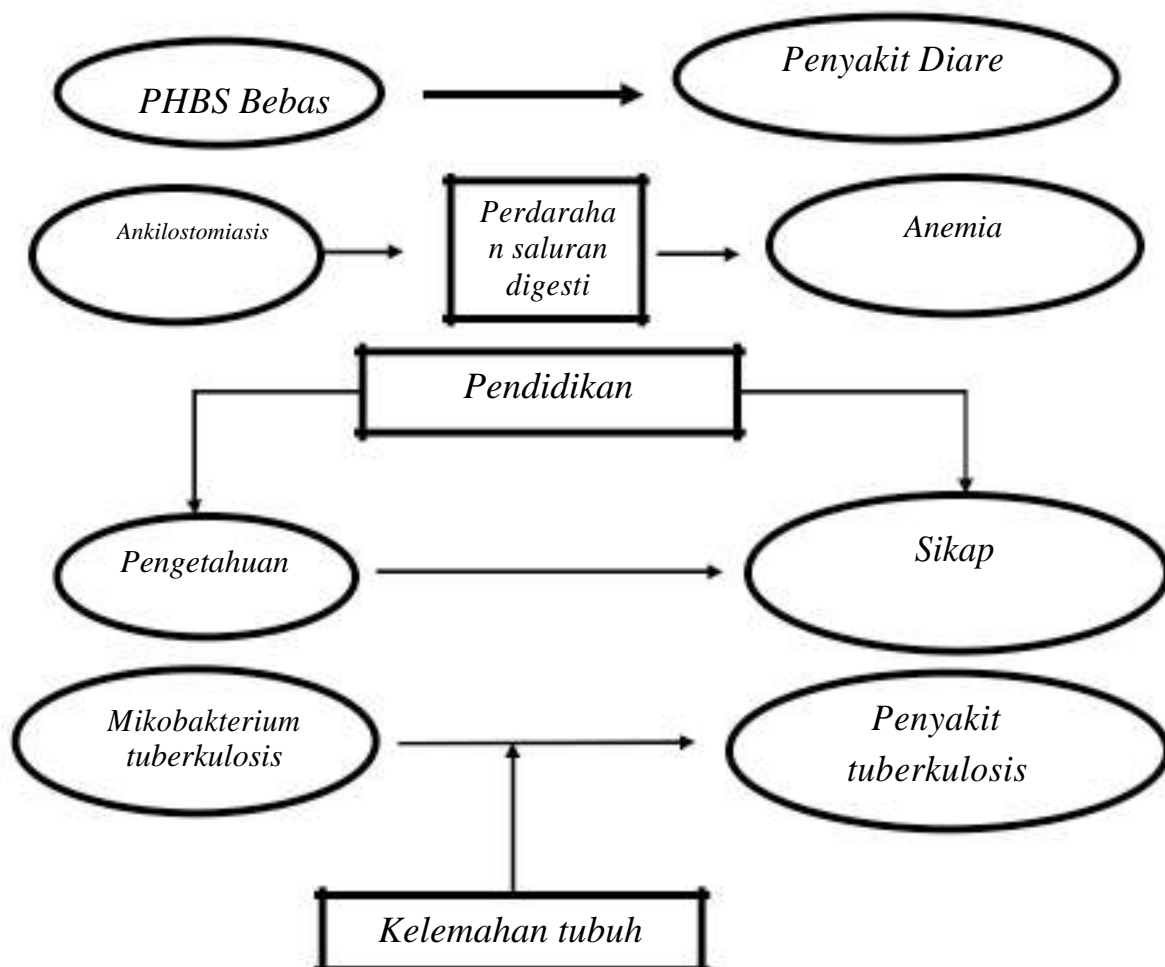 PHBS Bebas
Penyakit Diare
Ankilostomiasis
Perdaraha
n saluran
digesti
Anemia
Pendidikan
Pengetahuan
Sikap
Mikobakterium
tuberkulosis
Penyakit
tuberkulosis
Kelemahan tubuh